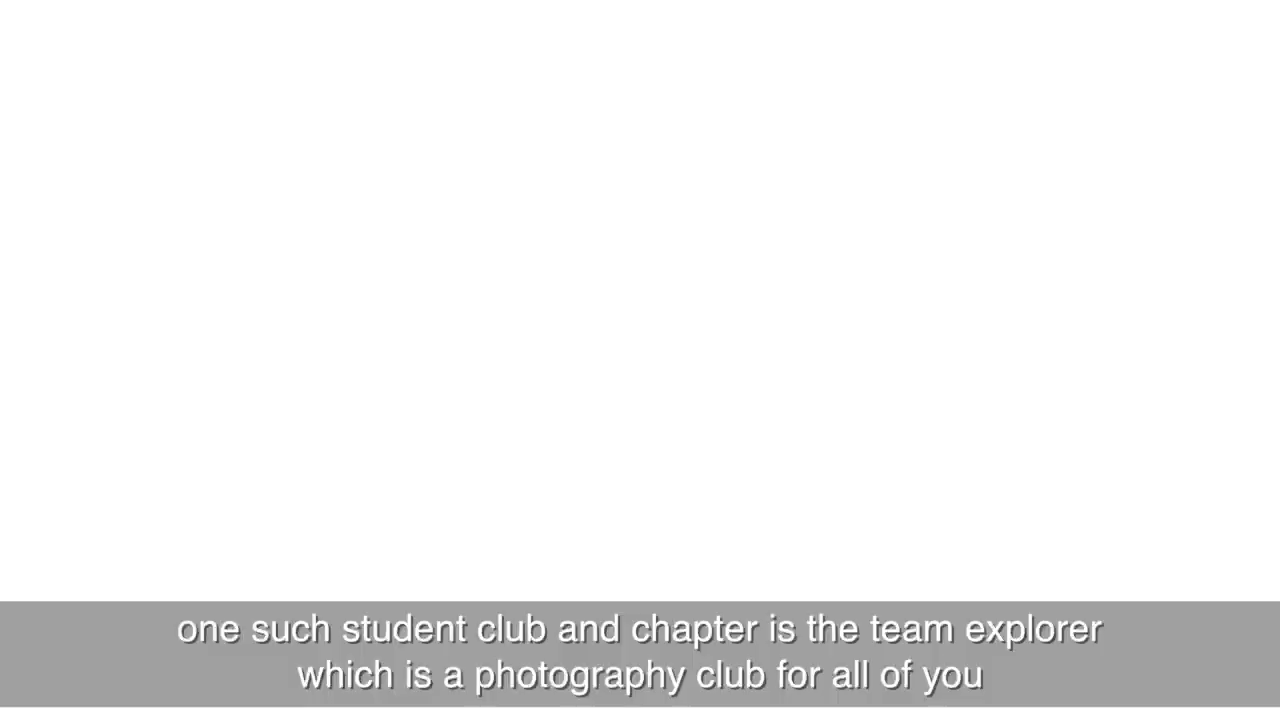 one such student club and chapter is the team explorer
which is a photography club for all of you